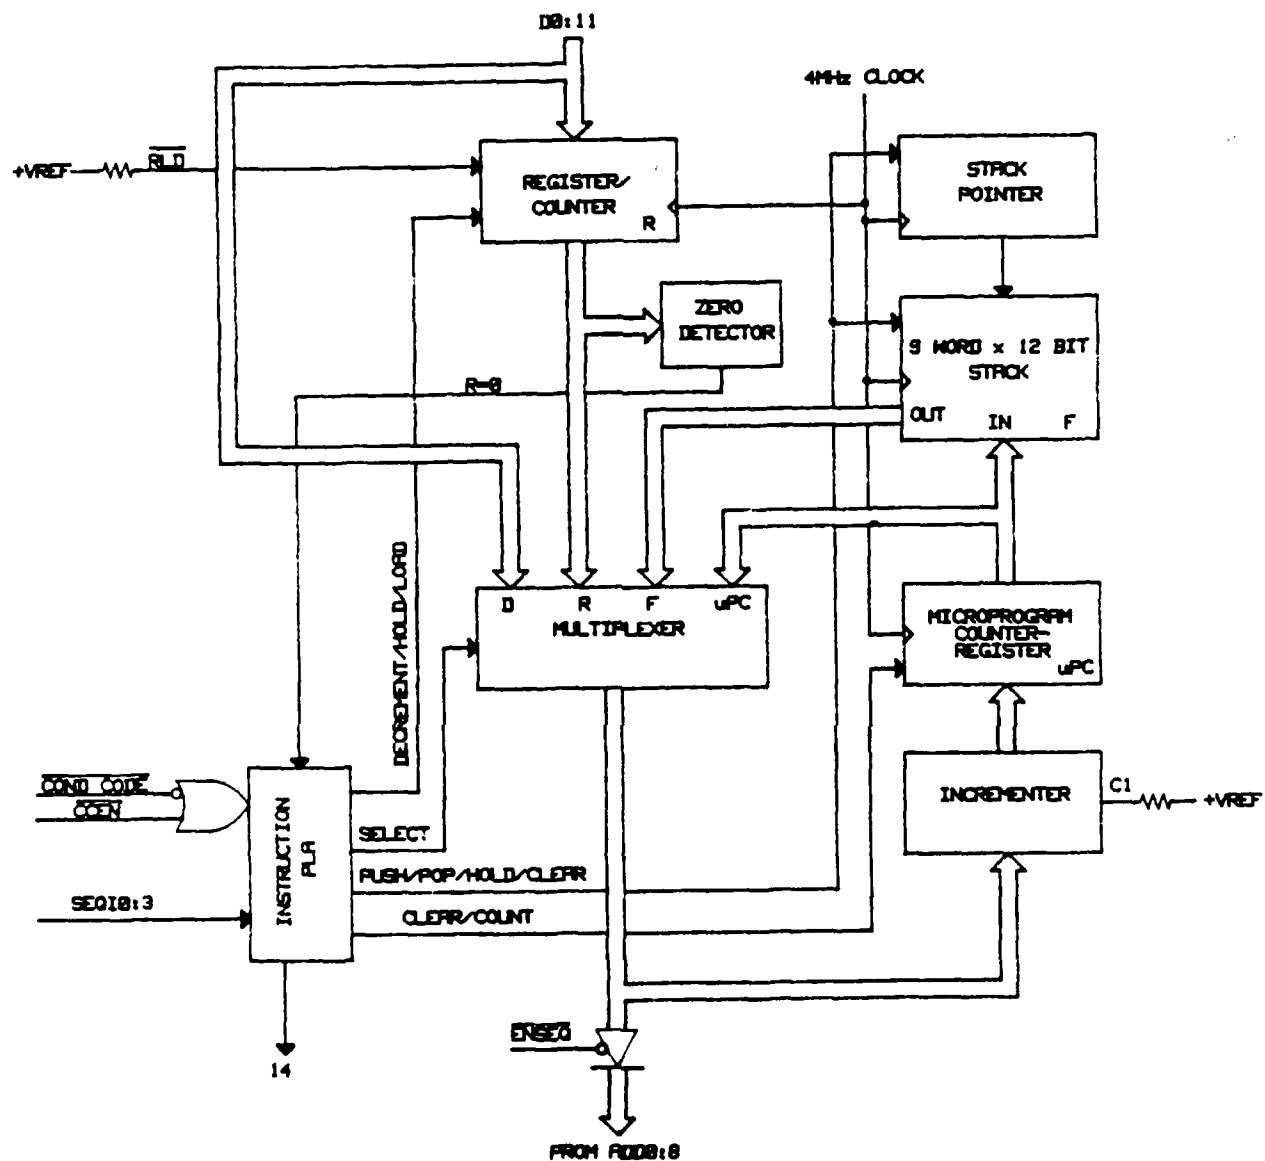 D0:11
4MHz CLOCK
+VREF
RLD
REGISTER/
COUNTER
R
STACK
POINTER
ZERO
DETECTOR
9 WORD x 12 BIT
STACK
OUT
IN
F
R=0
DECREMENT/HOLD/LOAD
D
R
F
uPC
MULTIPLEXER
MICROPROGRAM
COUNTER-
REGISTER
uPC
COND CODE
CCEN
INSTRUCTION
PLA
SELECT
PUSH/POP/HOLD/CLEAR
CLEAR/COUNT
SEQI0:3
INCREMENTER
C1
+VREF
ENSEQ
14
PROM ADD0:8